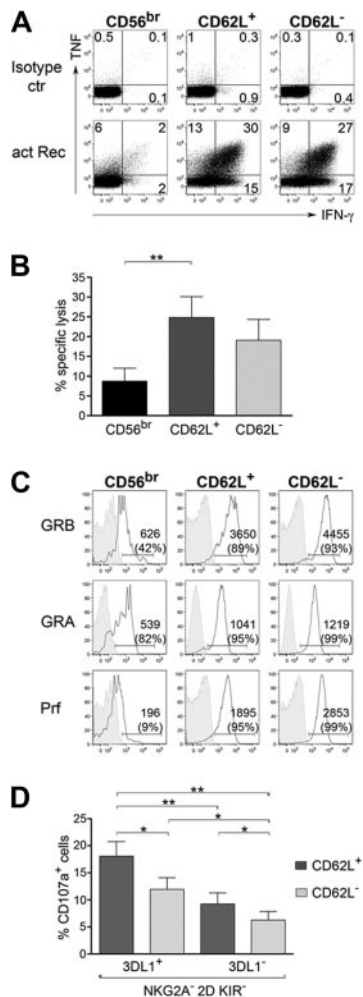 A
CD56br CD62L+ CD62L-
TNF
Isotype ctr
0.5 0.1 0.1
1 0.3 0.9
0.3 0.1 0.4
act Rec
6 2 2
13 30 15
9 27 17
IFN-γ
B
**
% specific lysis
35
30
25
20
15
10
5
0
CD56br CD62L+ CD62L-
C
CD56br CD62L+ CD62L-
GRB
626 (42%)
3650 (89%)
4455 (93%)
GRA
539 (82%)
1041 (95%)
1219 (99%)
Prf
196 (9%)
1895 (95%)
2853 (99%)
D
**
**
* *
* *
% CD107a+ cells
25
20
15
10
5
0
CD62L+
CD62L-
3DL1+ 3DL1-
NKG2A- 2D KIR-